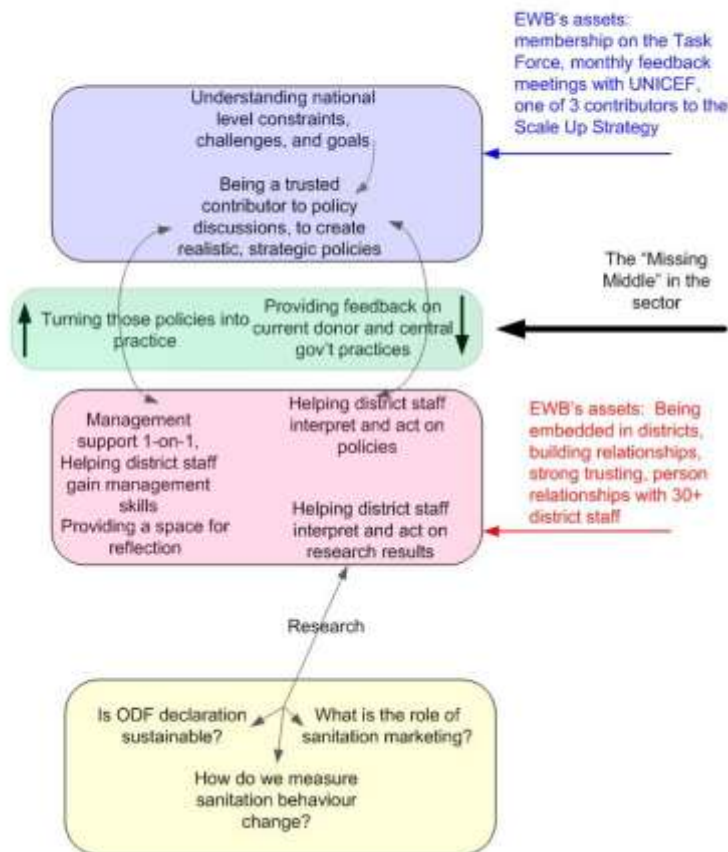 EWB's assets:
membership on the Task
Force, monthly feedback
meetings with UNICEF,
one of 3 contributors to the
Scale Up Strategy
Understanding national
level constraints,
challenges, and goals
Being a trusted
contributor to policy
discussions, to create
realistic, strategic policies
The "Missing
Middle" in the
sector
Turning those policies into
practice
Providing feedback on
current donor and central
gov't practices
Management
support 1-on-1,
Helping district staff
gain management
skills
Providing a space for
reflection
Helping district staff
interpret and act on
policies
Helping district staff
interpret and act on
research results
EWB's assets: Being
embedded in districts,
building relationships,
strong trusting, person
relationships with 30+
district staff
Research
Is ODF declaration
sustainable?
What is the role of
sanitation marketing?
How do we measure
sanitation behaviour
change?